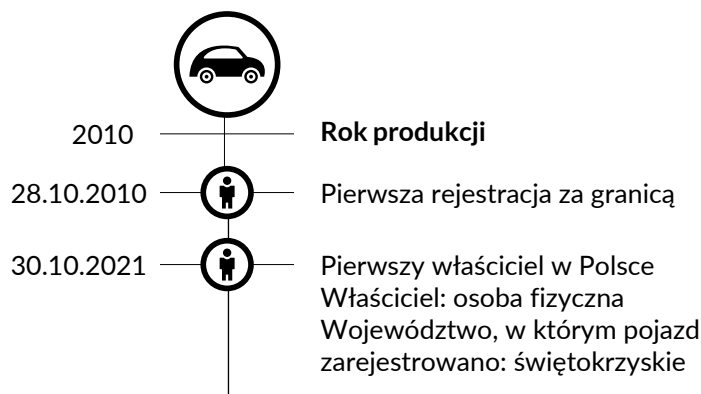 2010 Rok produkcji
28.10.2010 Pierwsza rejestracja za granicą
30.10.2021 Pierwszy właściciel w Polsce
Właściciel: osoba fizyczna
Województwo, w którym pojazd
zarejestrowano: świętokrzyskie